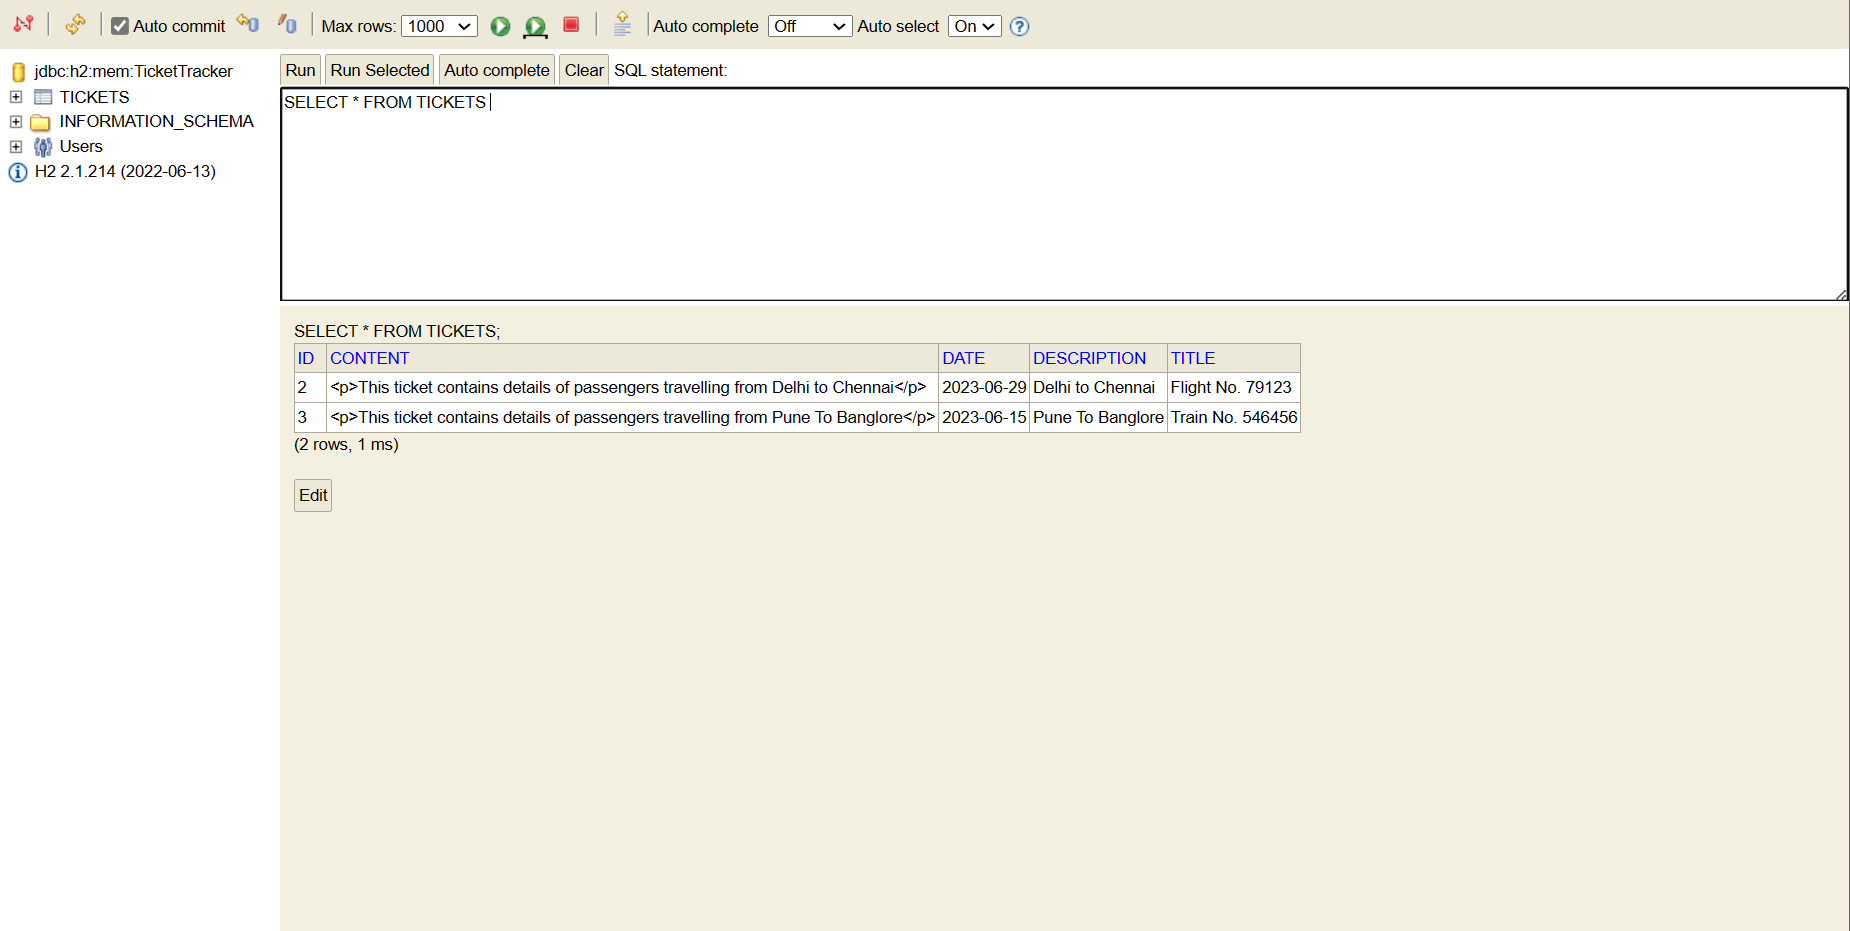 Auto commit Max rows: 1000 Auto complete Off Auto select On ?
jdbc:h2:mem:TicketTracker
TICKETS
INFORMATION_SCHEMA
Users
H2 2.1.214 (2022-06-13)
Run Run Selected Auto complete Clear SQL statement:
SELECT * FROM TICKETS
SELECT * FROM TICKETS;
ID CONTENT DATE DESCRIPTION TITLE
2 <p>This ticket contains details of passengers travelling from Delhi to Chennai</p> 2023-06-29 Delhi to Chennai Flight No. 79123
3 <p>This ticket contains details of passengers travelling from Pune To Banglore</p> 2023-06-15 Pune To Banglore Train No. 546456
(2 rows, 1 ms)
Edit